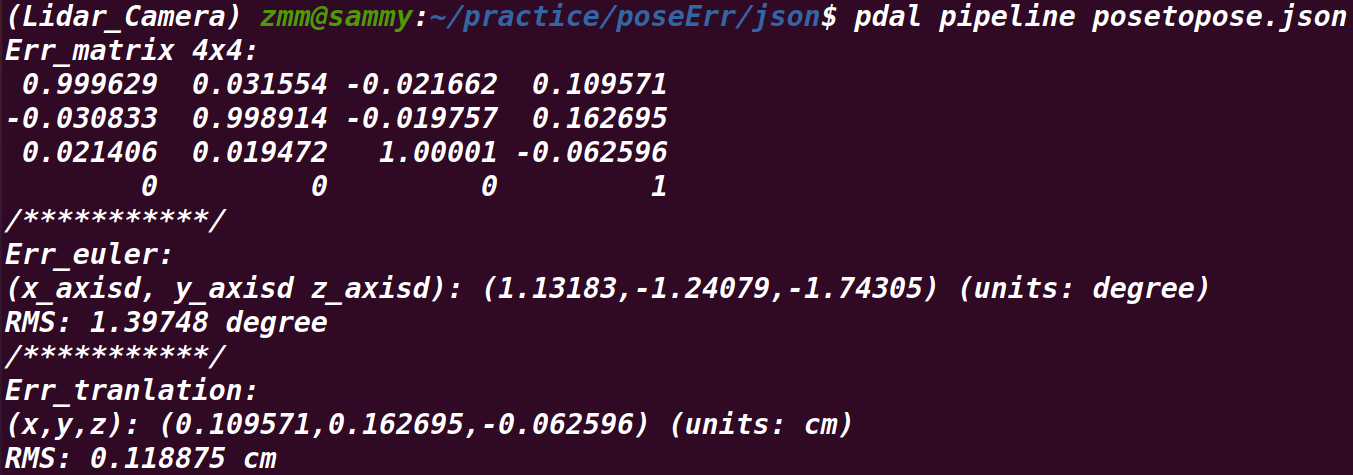 (Lidar_Camera) zmm@sammy:~/practice/poseErr/json$ pdal pipeline posetopose.json
Err_matrix 4x4:
0.999629 0.031554 -0.021662 0.109571
-0.030833 0.998914 -0.019757 0.162695
0.021406 0.019472 1.00001 -0.062596
0 0 0 1
/***********/
Err_euler:
(x_axisd, y_axisd z_axisd): (1.13183,-1.24079,-1.74305) (units: degree)
RMS: 1.39748 degree
/***********/
Err_tranlation:
(x,y,z): (0.109571,0.162695,-0.062596) (units: cm)
RMS: 0.118875 cm